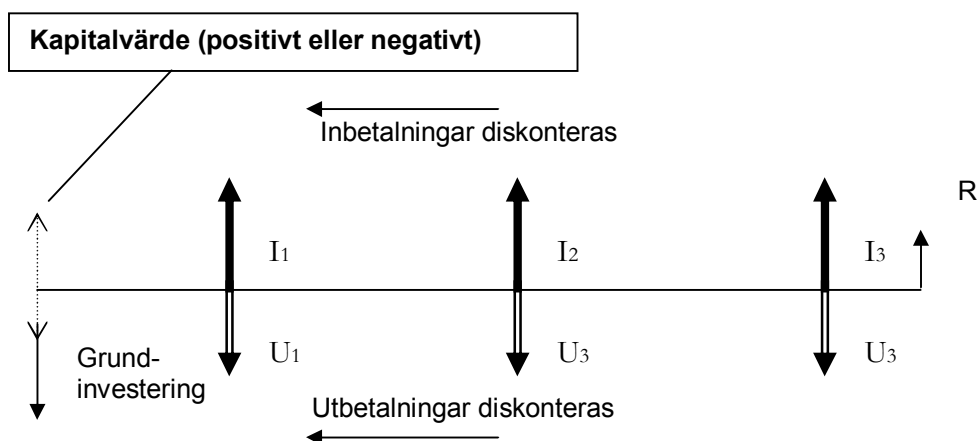 Kapitalvärde (positivt eller negativt)
Inbetalningar diskonteras
R
I1
I2
I3
U1
U3
U3
Grund-
investering
Utbetalningar diskonteras